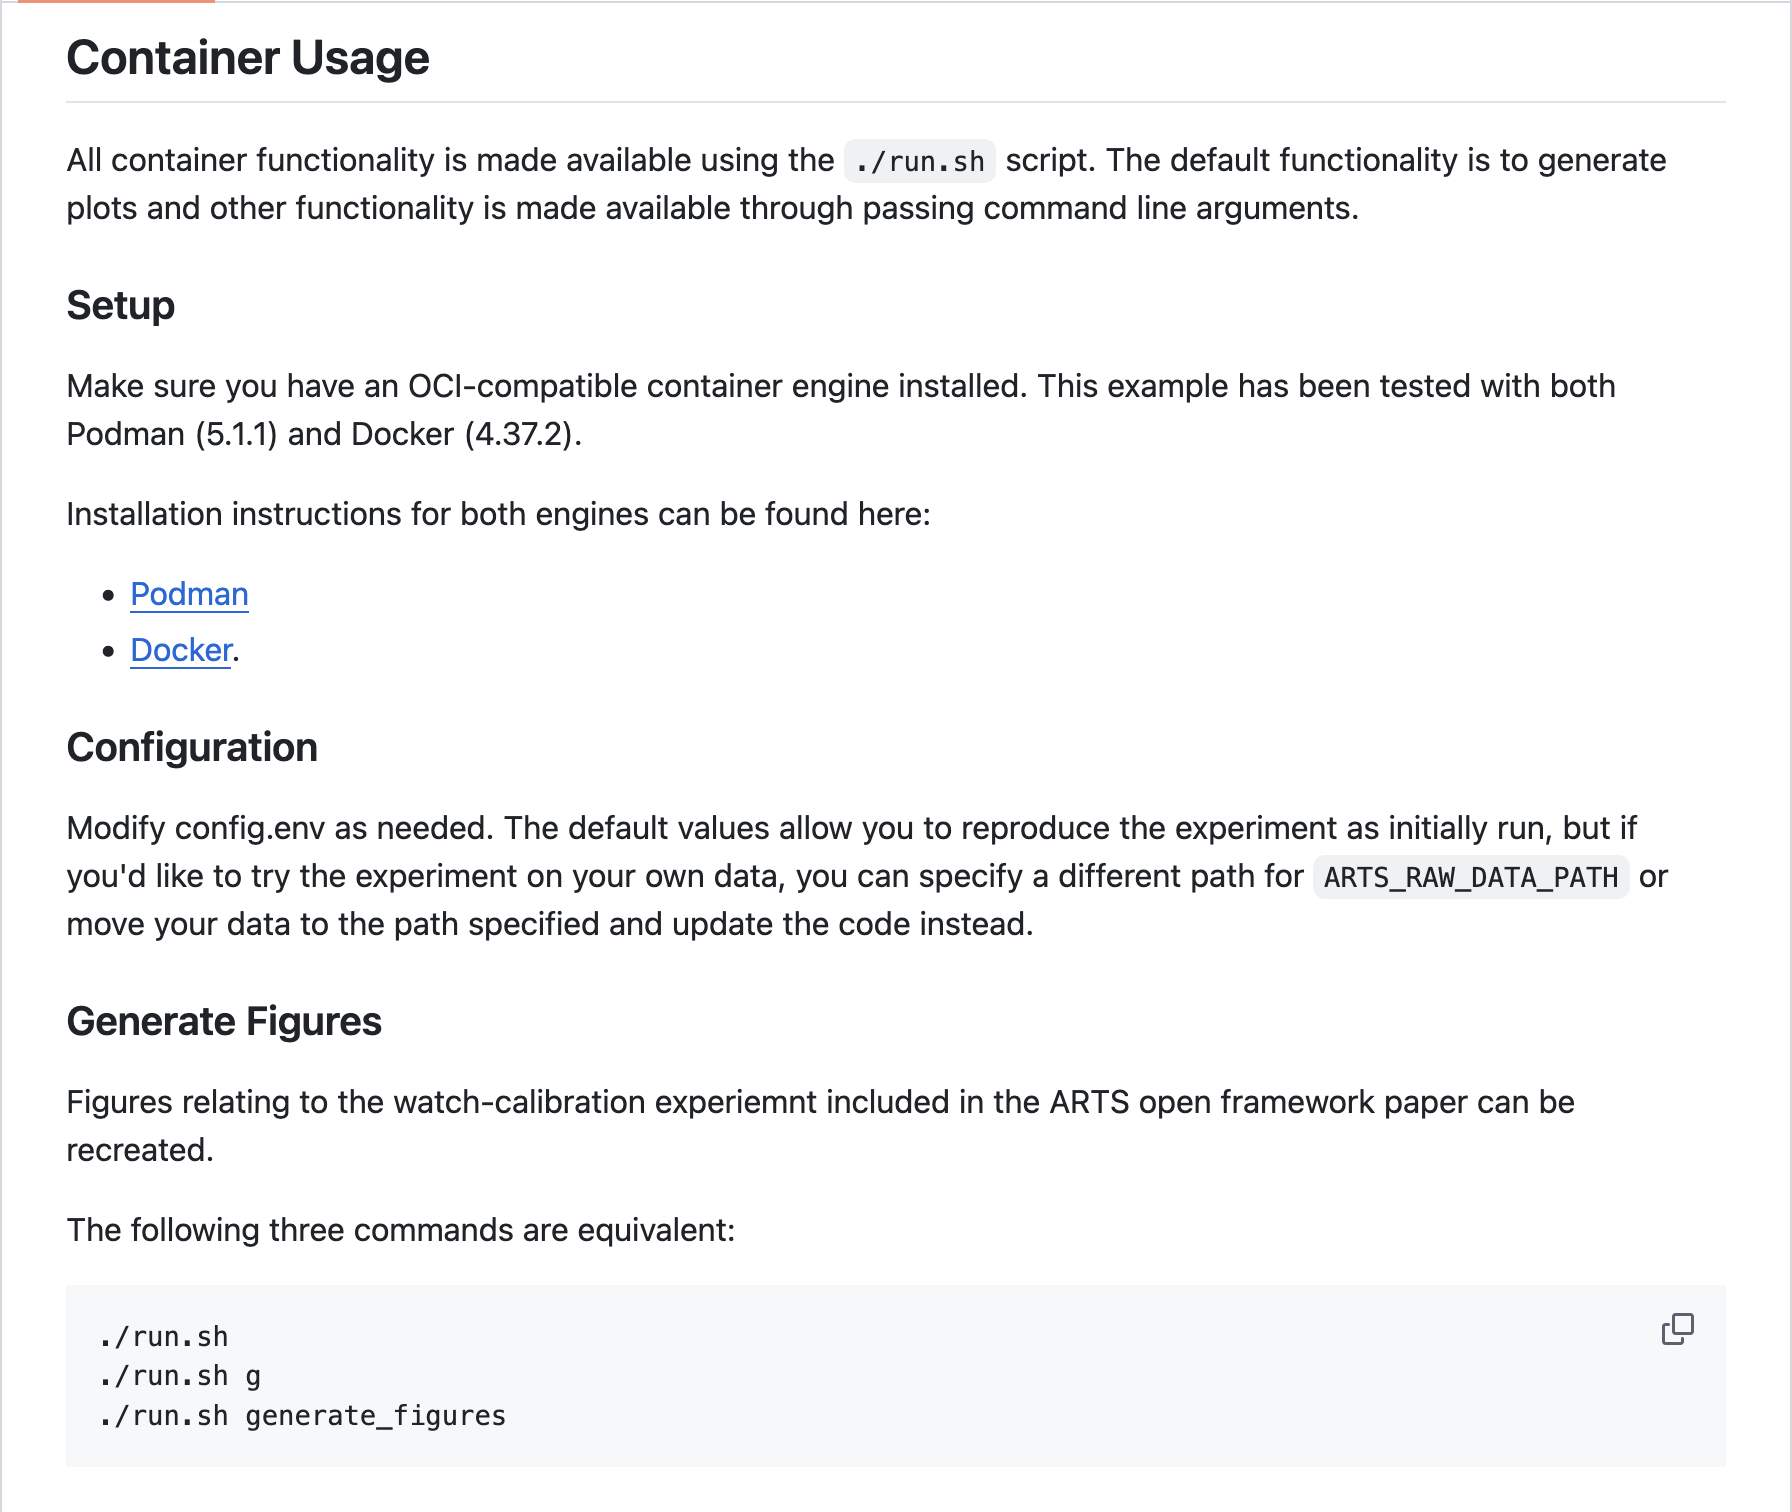 Container Usage
All container functionality is made available using the ./run.sh script. The default functionality is to generate
plots and other functionality is made available through passing command line arguments.
Setup
Make sure you have an OCI-compatible container engine installed. This example has been tested with both
Podman (5.1.1) and Docker (4.37.2).
Installation instructions for both engines can be found here:
• Podman
• Docker.
Configuration
Modify config.env as needed. The default values allow you to reproduce the experiment as initially run, but if
you'd like to try the experiment on your own data, you can specify a different path for ARTS_RAW_DATA_PATH or
move your data to the path specified and update the code instead.
Generate Figures
Figures relating to the watch-calibration experiemnt included in the ARTS open framework paper can be
recreated.
The following three commands are equivalent:
./run.sh
./run.sh g
./run.sh generate_figures